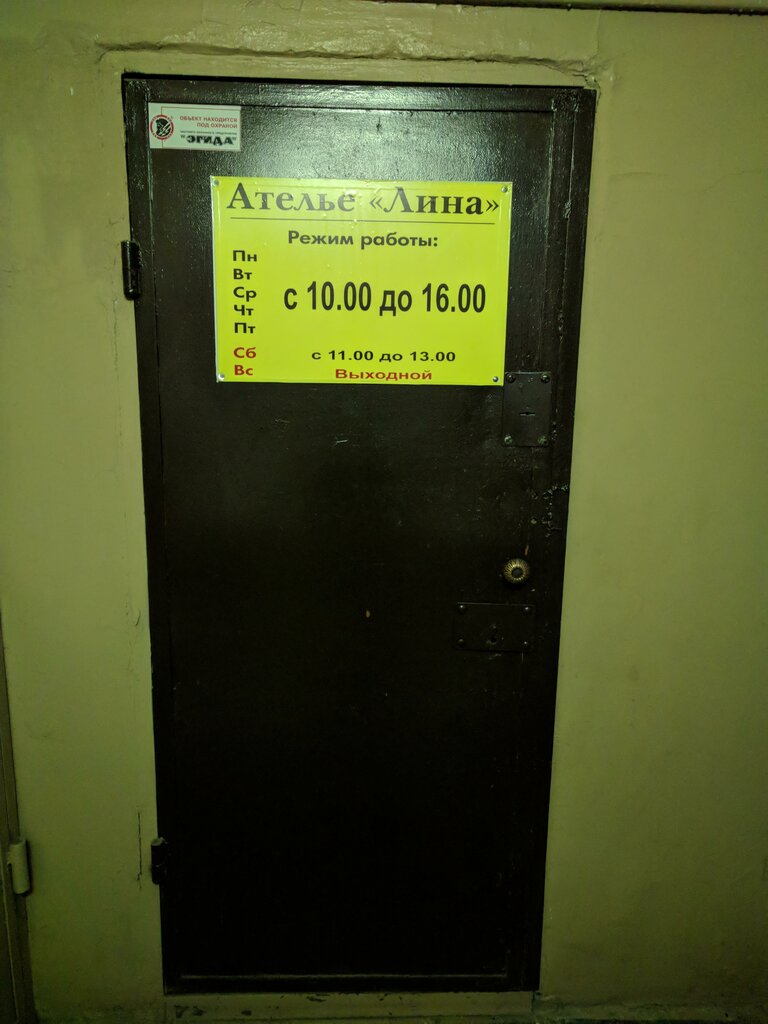 ОБЪЕКТ НАХОДИТСЯ
ПОД ОХРАНОЙ
"ЭГИДА"
Ателье «Лина»
Режим работы:
Пн
Вт
Ср с 10.00 до 16.00
Чт
Пт
Сб с 11.00 до 13.00
Вс Выходной